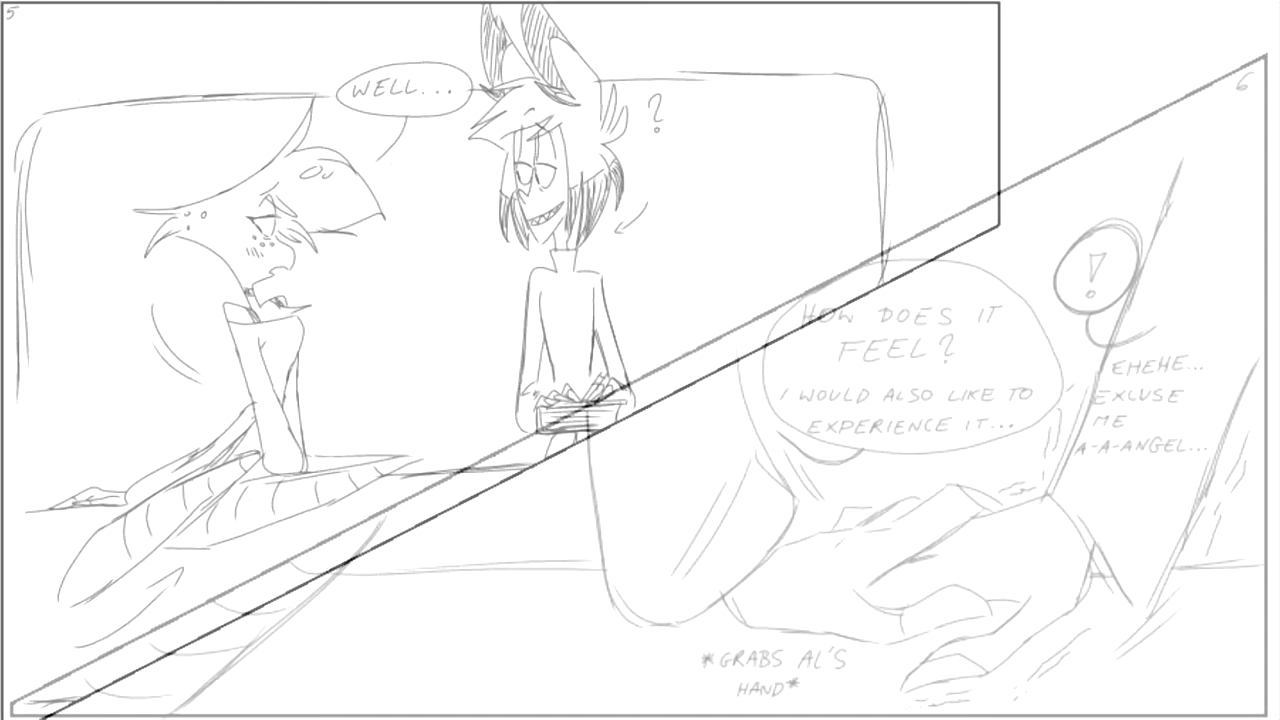 5
WELL...
?
6
!
HOW DOES IT
FEEL?
I WOULD ALSO LIKE TO
EXPERIENCE IT...
EHEHE...
EXCUSE
ME
A-A-ANGEL...
*GRABS AL'S
HAND*